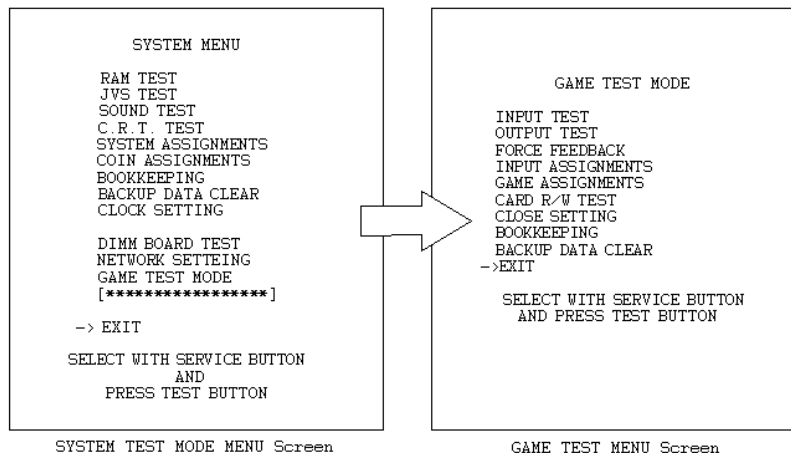 SYSTEM MENU
RAM TEST
JVS TEST
SOUND TEST
C.R.T. TEST
SYSTEM ASSIGNMENTS
COIN ASSIGNMENTS
BOOKKEEPING
BACKUP DATA CLEAR
CLOCK SETTING
DIMM BOARD TEST
NETWORK SETTEING
GAME TEST MODE
[*****************]
-> EXIT
SELECT WITH SERVICE BUTTON
AND
PRESS TEST BUTTON
SYSTEM TEST MODE MENU Screen
GAME TEST MODE
INPUT TEST
OUTPUT TEST
FORCE FEEDBACK
INPUT ASSIGNMENTS
GAME ASSIGNMENTS
CARD R/W TEST
CLOSE SETTING
BOOKKEEPING
BACKUP DATA CLEAR
->EXIT
SELECT WITH SERVICE BUTTON
AND PRESS TEST BUTTON
GAME TEST MENU Screen